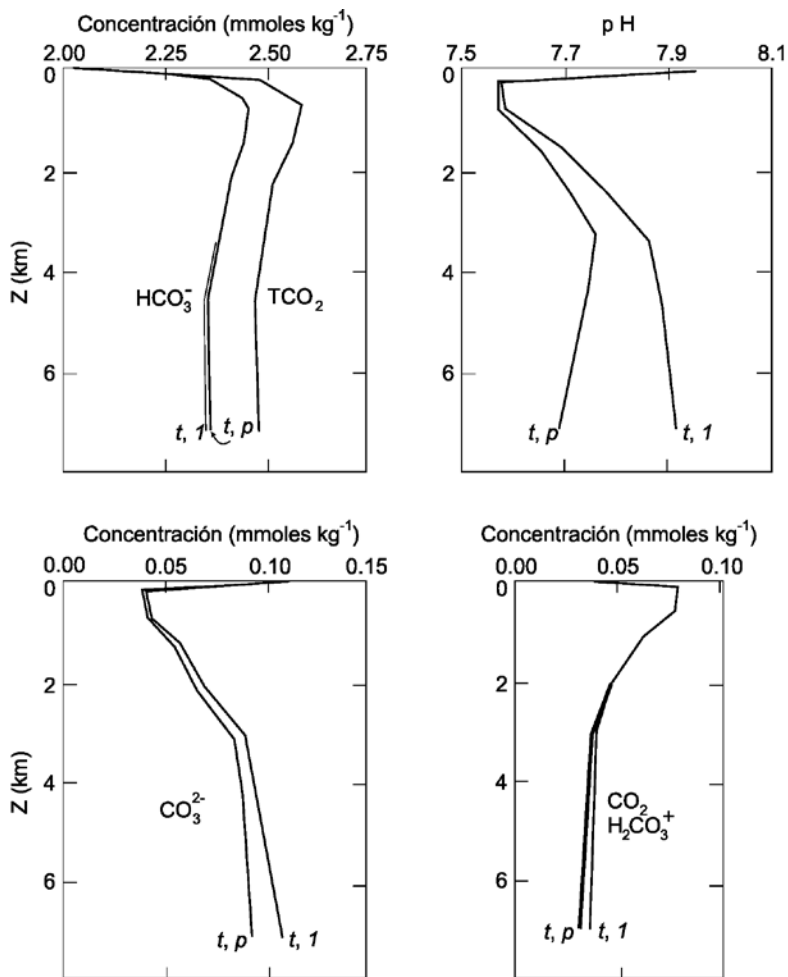 Concentración (mmoles kg⁻¹)
2.00 2.25 2.50 2.75
0
2
4
6
Z (km)
HCO₃⁻
TCO₂
t, 1
t, p
p H
7.5 7.7 7.9 8.1
0
2
4
6
t, p
t, 1
Concentración (mmoles kg⁻¹)
0.00 0.05 0.10 0.15
0
2
4
6
Z (km)
CO₃²⁻
t, p
t, 1
Concentración (mmoles kg⁻¹)
0.00 0.05 0.10
0
2
4
6
CO₂
H₂CO₃⁺
t, p
t, 1